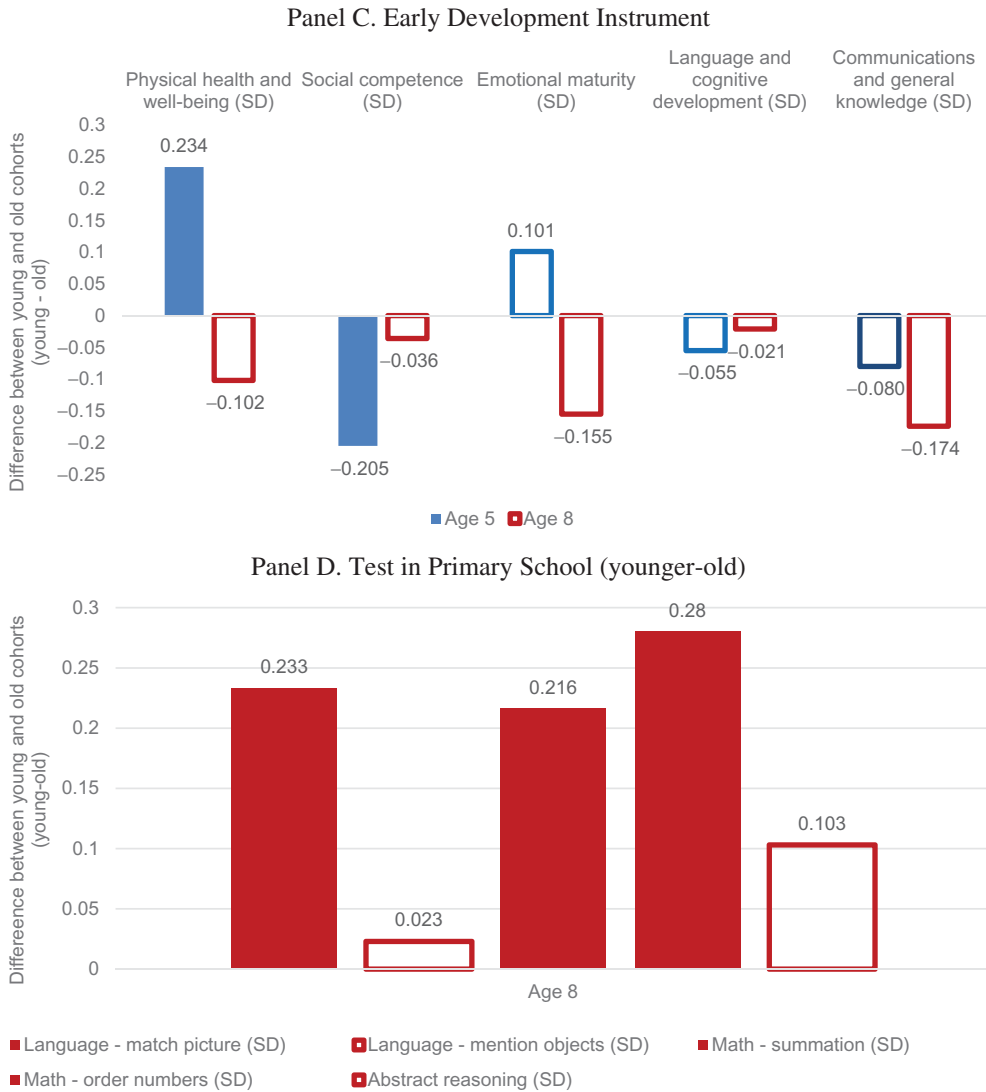 Panel C. Early Development Instrument
Physical health and well-being (SD)
Social competence (SD)
Emotional maturity (SD)
Language and cognitive development (SD)
Communications and general knowledge (SD)
Difference between young and old cohorts (young - old)
0.3
0.25
0.2
0.15
0.1
0.05
0
–0.05
–0.1
–0.15
–0.2
–0.25
0.234
–0.102
–0.205
–0.036
0.101
–0.155
–0.055
–0.021
–0.080
–0.174
Age 5 Age 8
Panel D. Test in Primary School (younger-old)
Differeence between young and old cohorts (young-old)
0.3
0.25
0.2
0.15
0.1
0.05
0
0.233
0.023
0.216
0.28
0.103
Age 8
Language - match picture (SD) Language - mention objects (SD) Math - summation (SD)
Math - order numbers (SD) Abstract reasoning (SD)